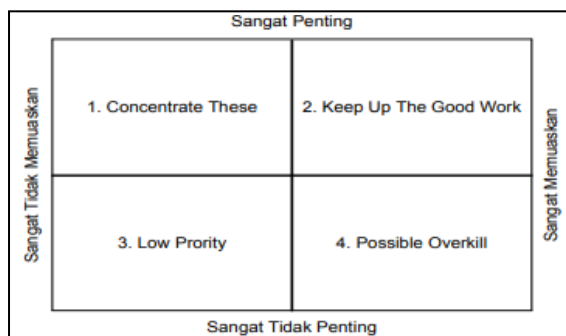 Sangat Penting
Sangat Tidak Memuaskan
1. Concentrate These
2. Keep Up The Good Work
Sangat Memuaskan
3. Low Prority
4. Possible Overkill
Sangat Tidak Penting